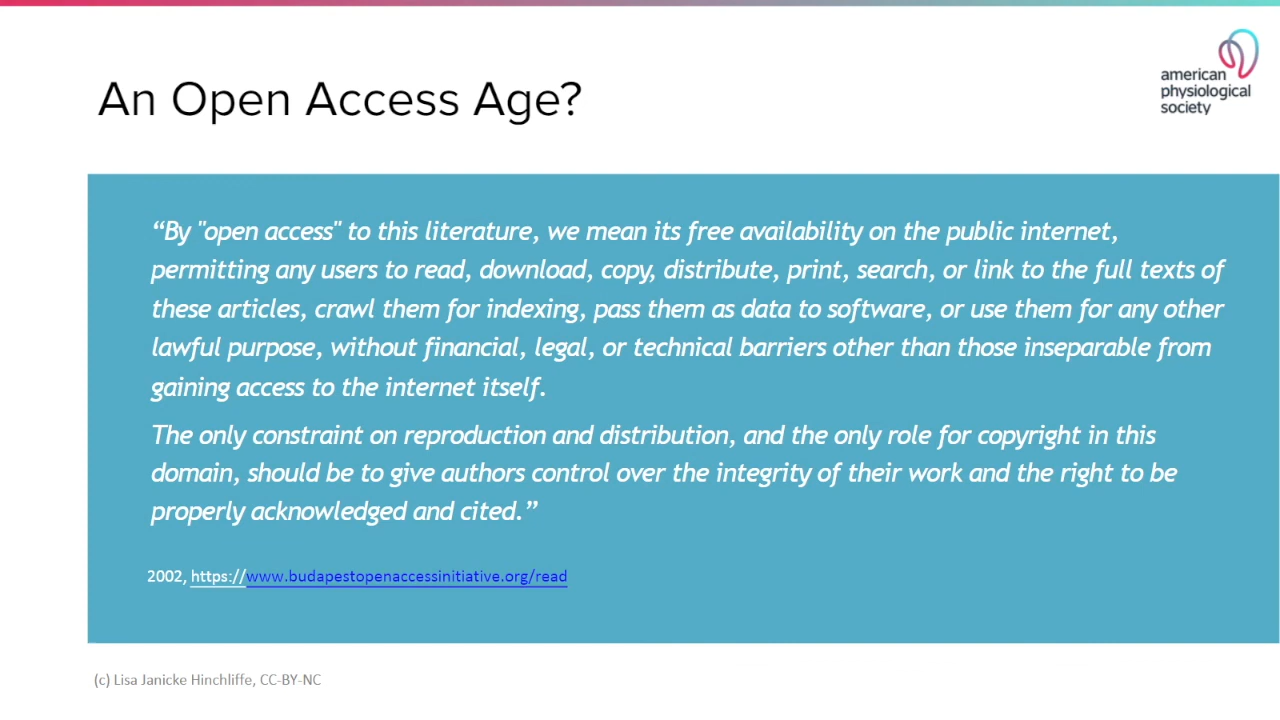 An Open Access Age?
american
physiological
society
“By "open access" to this literature, we mean its free availability on the public internet,
permitting any users to read, download, copy, distribute, print, search, or link to the full texts of
these articles, crawl them for indexing, pass them as data to software, or use them for any other
lawful purpose, without financial, legal, or technical barriers other than those inseparable from
gaining access to the internet itself.
The only constraint on reproduction and distribution, and the only role for copyright in this
domain, should be to give authors control over the integrity of their work and the right to be
properly acknowledged and cited.”
2002, https://www.budapestopenaccessinitiative.org/read
(c) Lisa Janicke Hinchliffe, CC-BY-NC